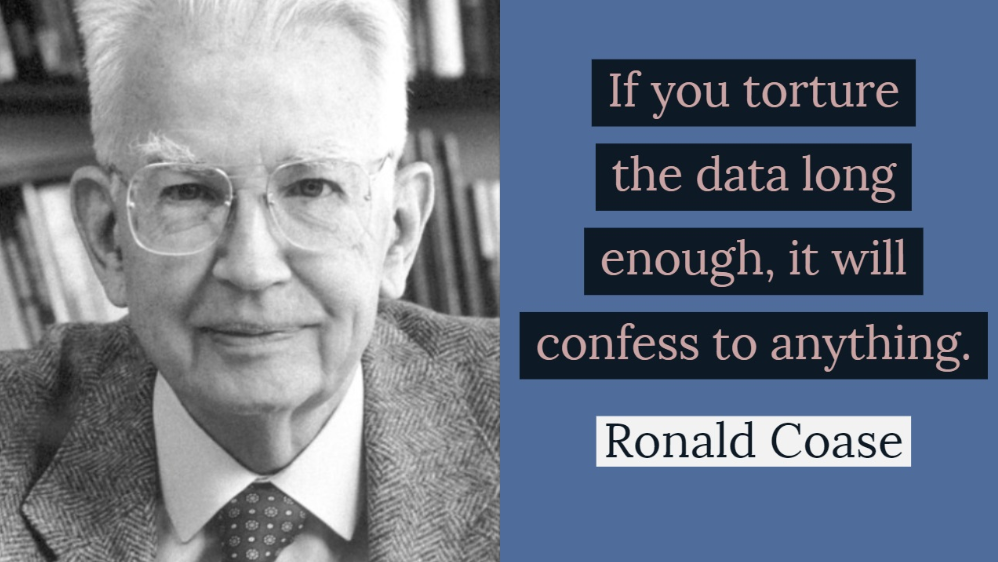 If you torture
the data long
enough, it will
confess to anything.
Ronald Coase